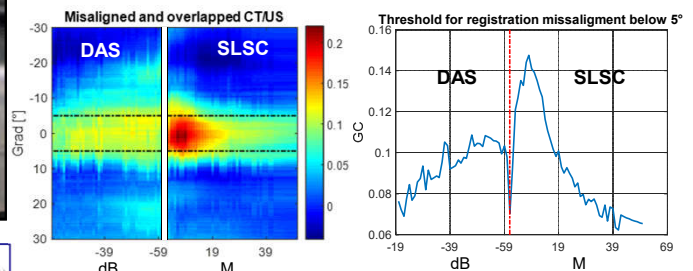 Misaligned and overlapped CT/US
DAS
SLSC
-30
-20
-10
0
10
20
30
Grad [°]
-39
-59
19
39
dB
M
0.2
0.15
0.1
0.05
0
Threshold for registration missaligment below 5°
DAS
SLSC
0.16
0.14
0.12
0.1
0.08
0.06
GC
-19
-39
-59
19
39
69
dB
M